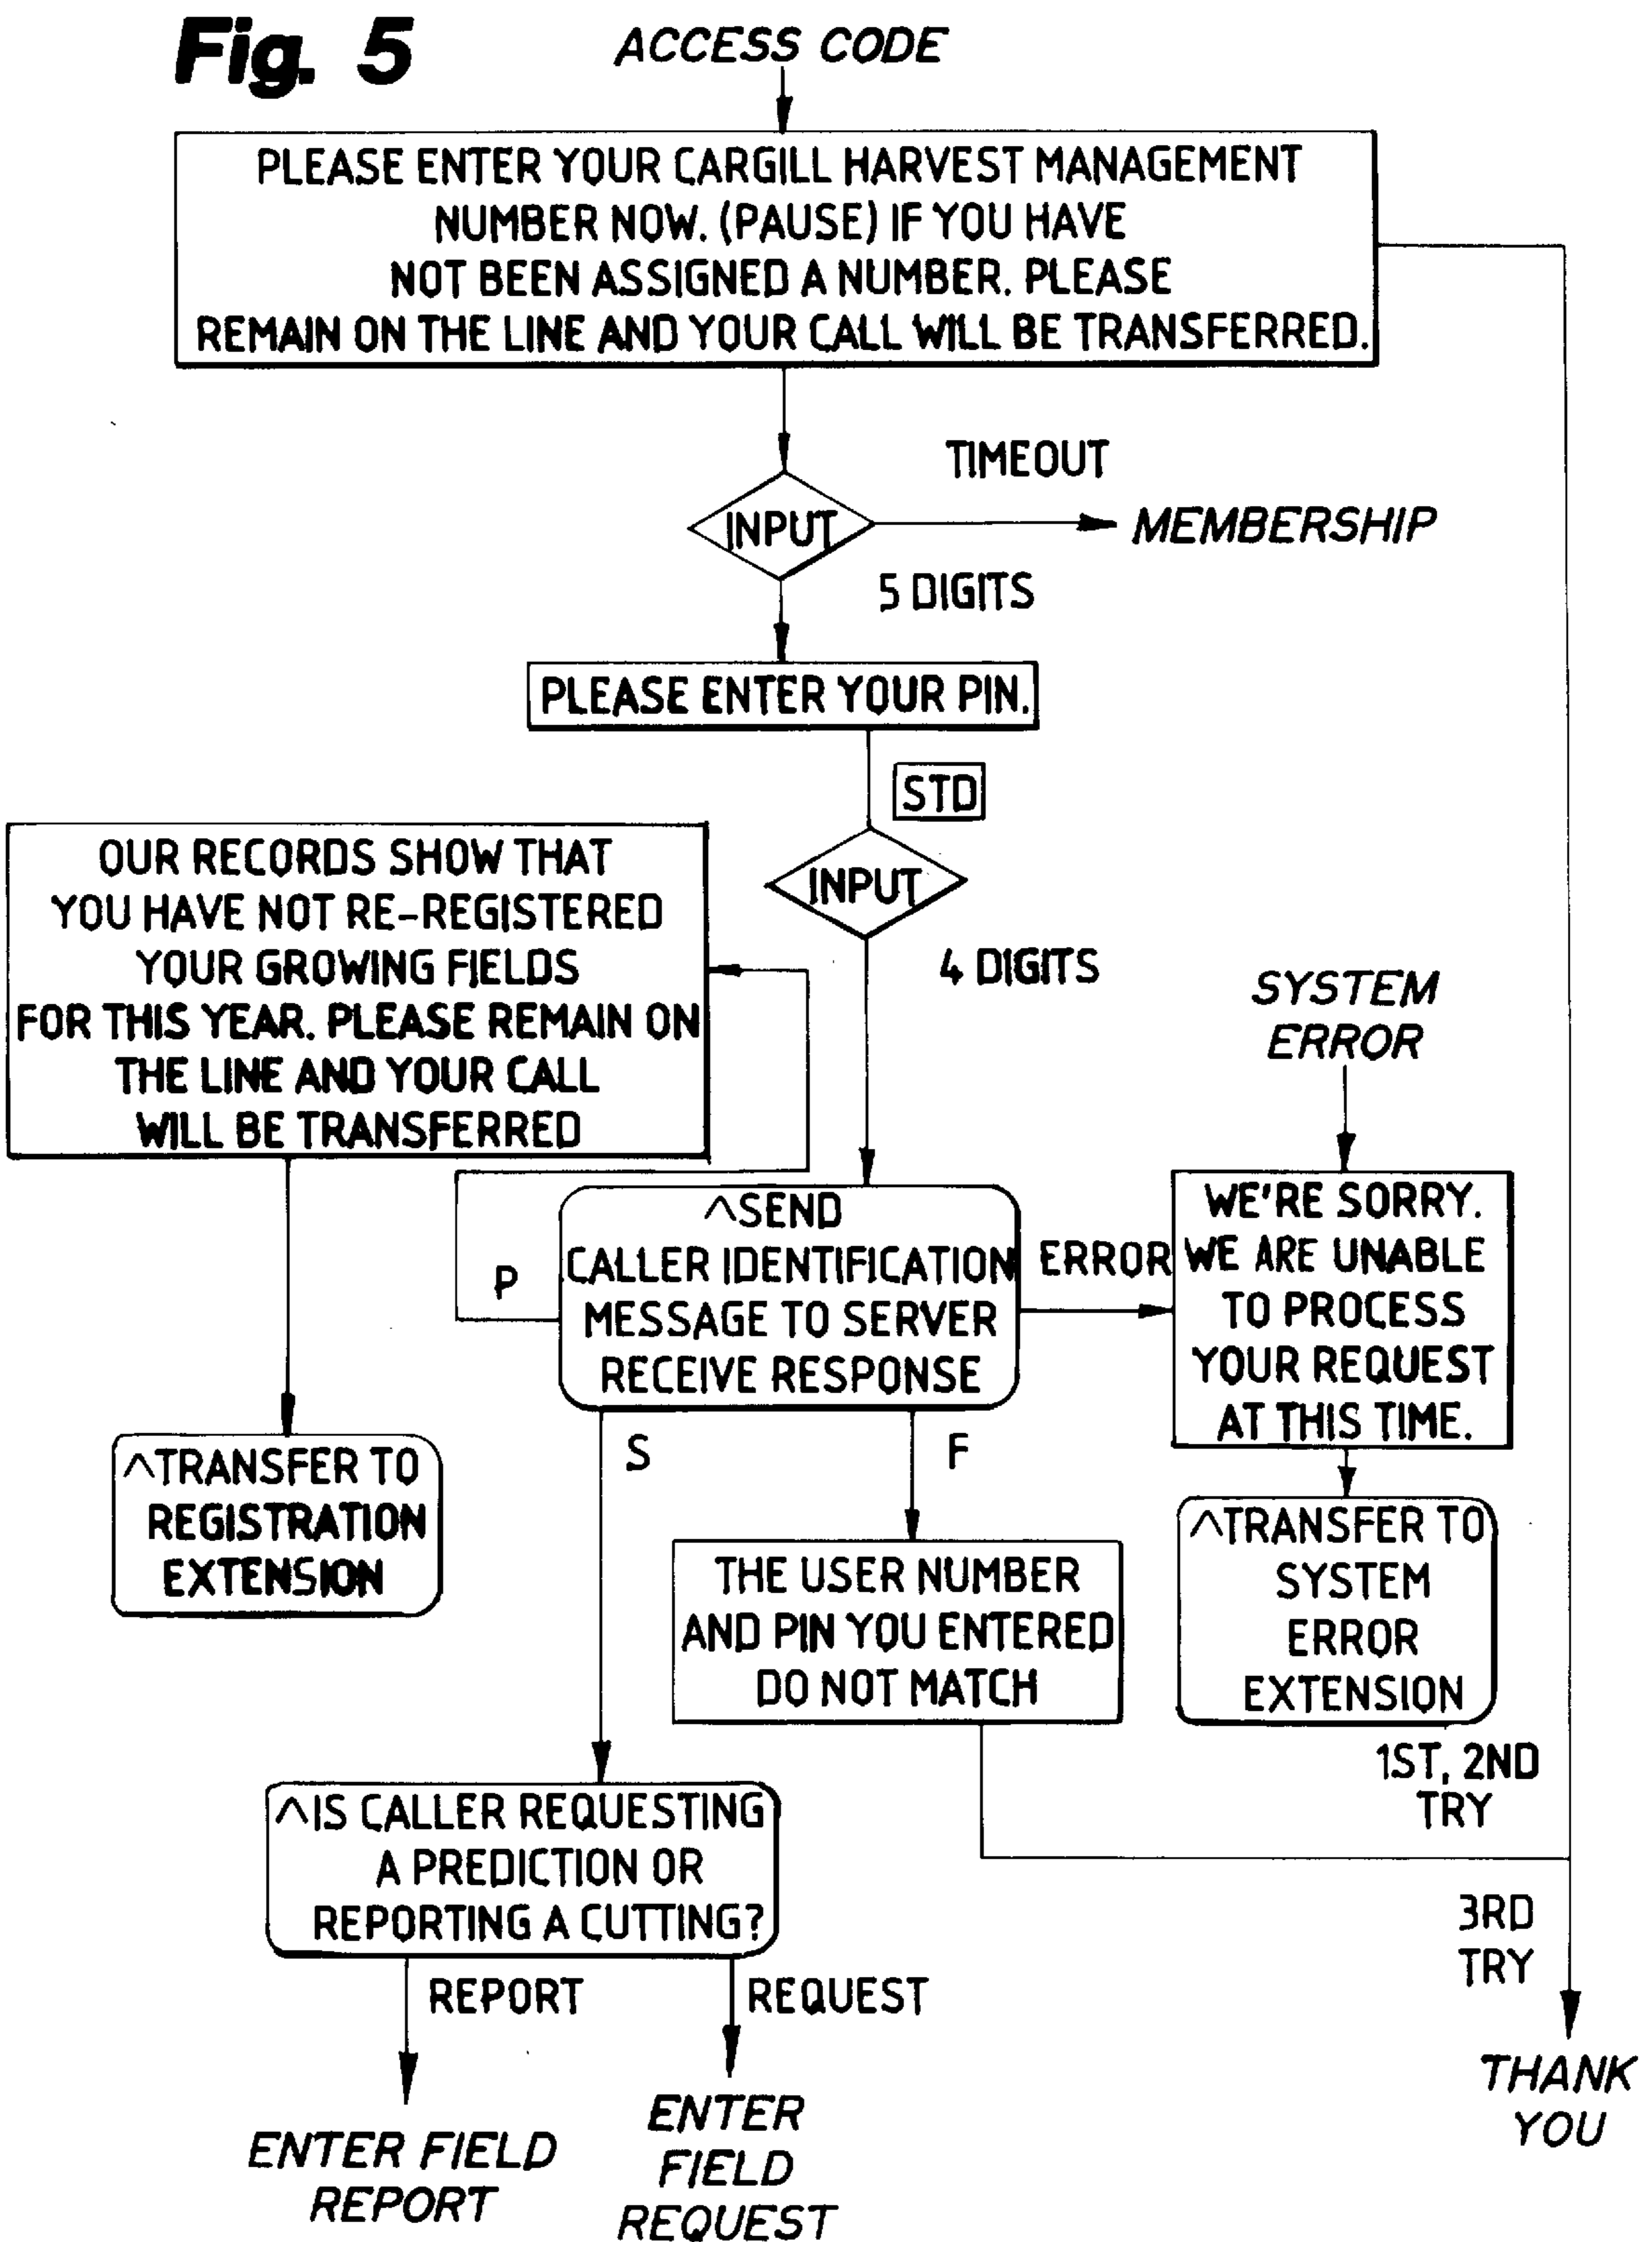 Fig. 5
ACCESS CODE
PLEASE ENTER YOUR CARGILL HARVEST MANAGEMENT
NUMBER NOW. (PAUSE) IF YOU HAVE
NOT BEEN ASSIGNED A NUMBER. PLEASE
REMAIN ON THE LINE AND YOUR CALL WILL BE TRANSFERRED.
TIMEOUT
INPUT
MEMBERSHIP
5 DIGITS
PLEASE ENTER YOUR PIN.
STD
INPUT
4 DIGITS
OUR RECORDS SHOW THAT
YOU HAVE NOT RE-REGISTERED
YOUR GROWING FIELDS
FOR THIS YEAR. PLEASE REMAIN ON
THE LINE AND YOUR CALL
WILL BE TRANSFERRED
SYSTEM
ERROR
P
^SEND
CALLER IDENTIFICATION
MESSAGE TO SERVER
RECEIVE RESPONSE
ERROR
WE'RE SORRY.
WE ARE UNABLE
TO PROCESS
YOUR REQUEST
AT THIS TIME.
^TRANSFER TO
REGISTRATION
EXTENSION
S
F
THE USER NUMBER
AND PIN YOU ENTERED
DO NOT MATCH
^TRANSFER TO
SYSTEM
ERROR
EXTENSION
1ST, 2ND
TRY
^IS CALLER REQUESTING
A PREDICTION OR
REPORTING A CUTTING?
3RD
TRY
REPORT
REQUEST
ENTER FIELD
REPORT
ENTER
FIELD
REQUEST
THANK
YOU